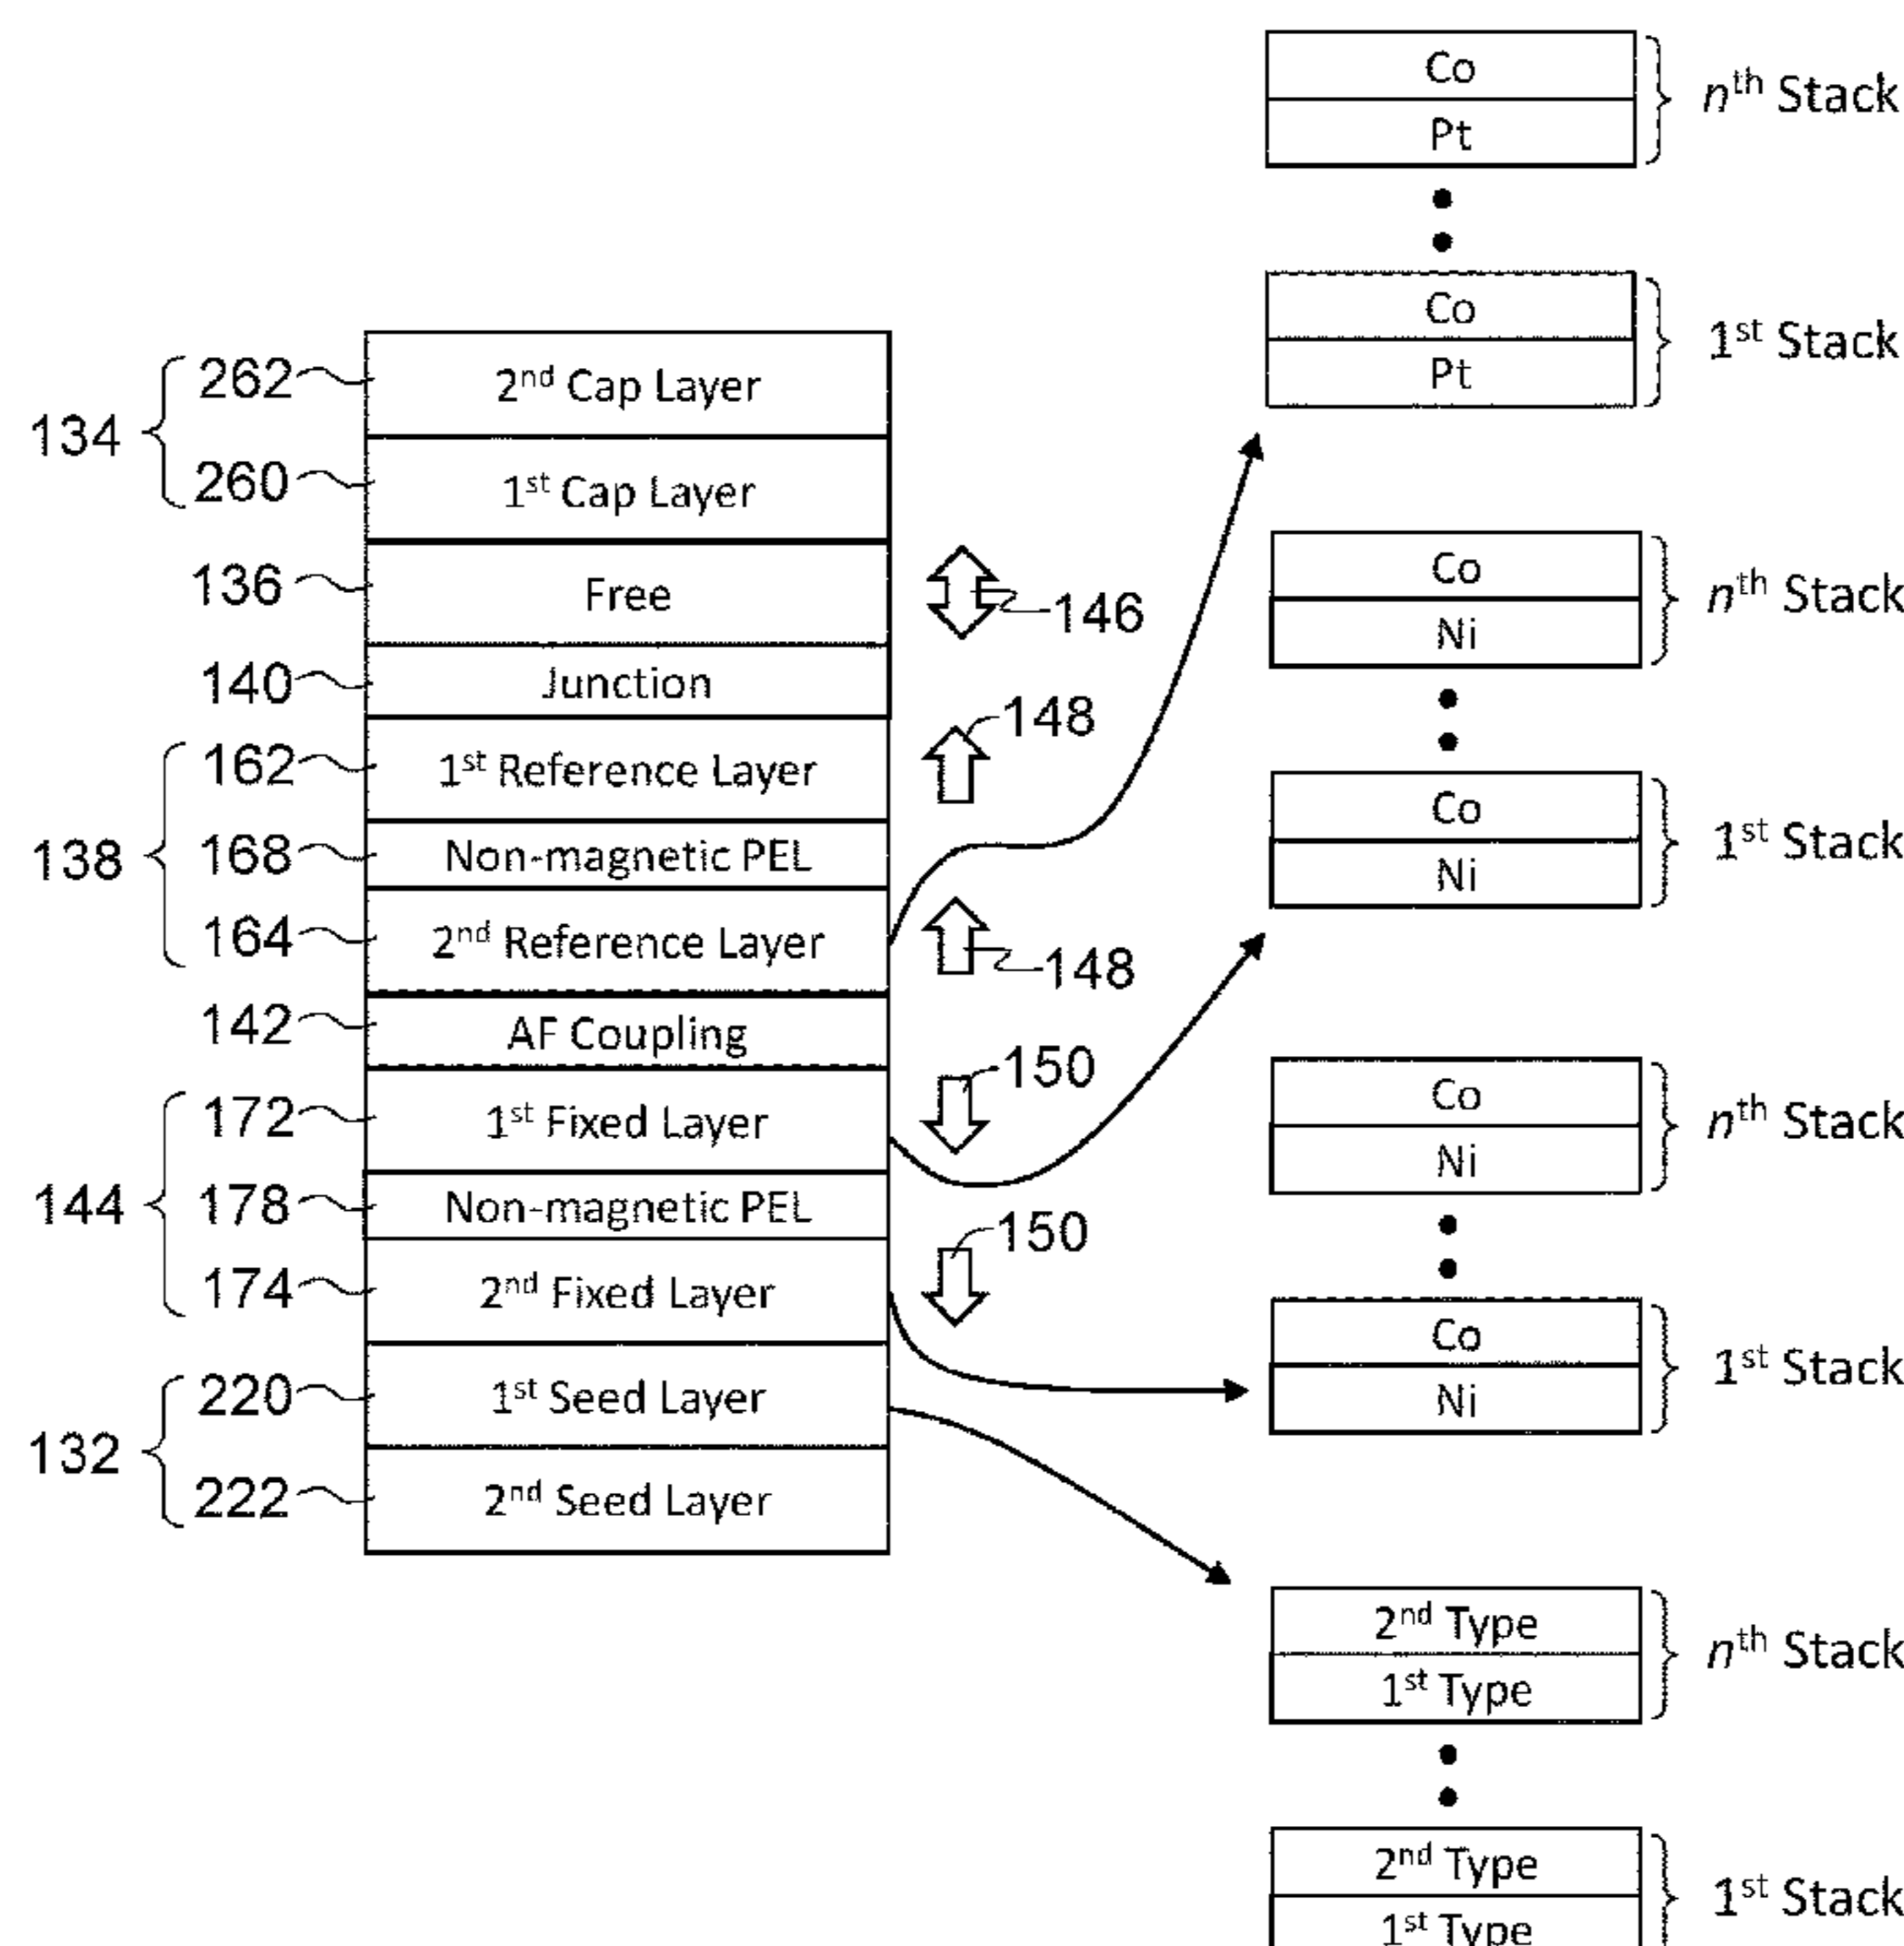 Co
nth Stack
Pt
Co
1st Stack
Pt
134
262
2nd Cap Layer
260
1st Cap Layer
136
Free
146
140
Junction
138
162
1st Reference Layer
148
168
Non-magnetic PEL
164
2nd Reference Layer
148
142
AF Coupling
144
172
1st Fixed Layer
150
178
Non-magnetic PEL
174
2nd Fixed Layer
150
132
220
1st Seed Layer
222
2nd Seed Layer
Co
nth Stack
Ni
Co
1st Stack
Ni
Co
nth Stack
Ni
Co
1st Stack
Ni
2nd Type
nth Stack
1st Type
2nd Type
1st Stack
1st Type